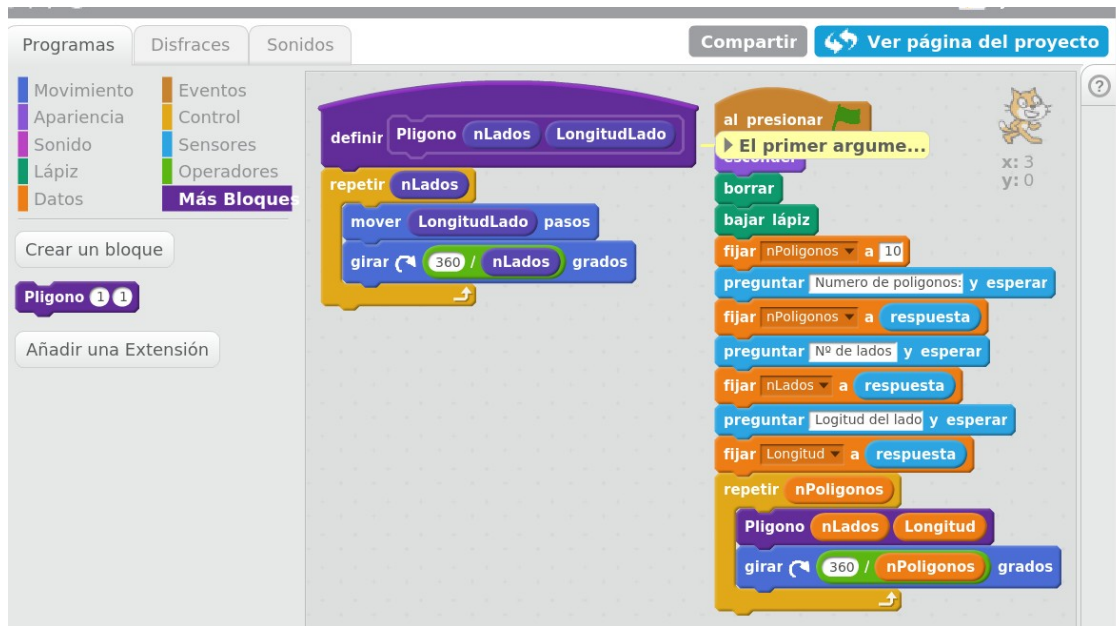 Programas Disfraces Sonidos
Compartir Ver página del proyecto
Movimiento Eventos
Apariencia Control
Sonido Sensores
Lápiz Operadores
Datos Más Bloques
Crear un bloque
Pligono 1 1
Añadir una Extensión
definir Pligono nLados LongitudLado
repetir nLados
mover LongitudLado pasos
girar 360 / nLados grados
al presionar
El primer argume...
esconder
borrar
bajar lápiz
fijar nPoligonos a 10
preguntar Numero de poligonos: y esperar
fijar nPoligonos a respuesta
preguntar Nº de lados y esperar
fijar nLados a respuesta
preguntar Logitud del lado y esperar
fijar Longitud a respuesta
repetir nPoligonos
Pligono nLados Longitud
girar 360 / nPoligonos grados
x: 3
y: 0
?